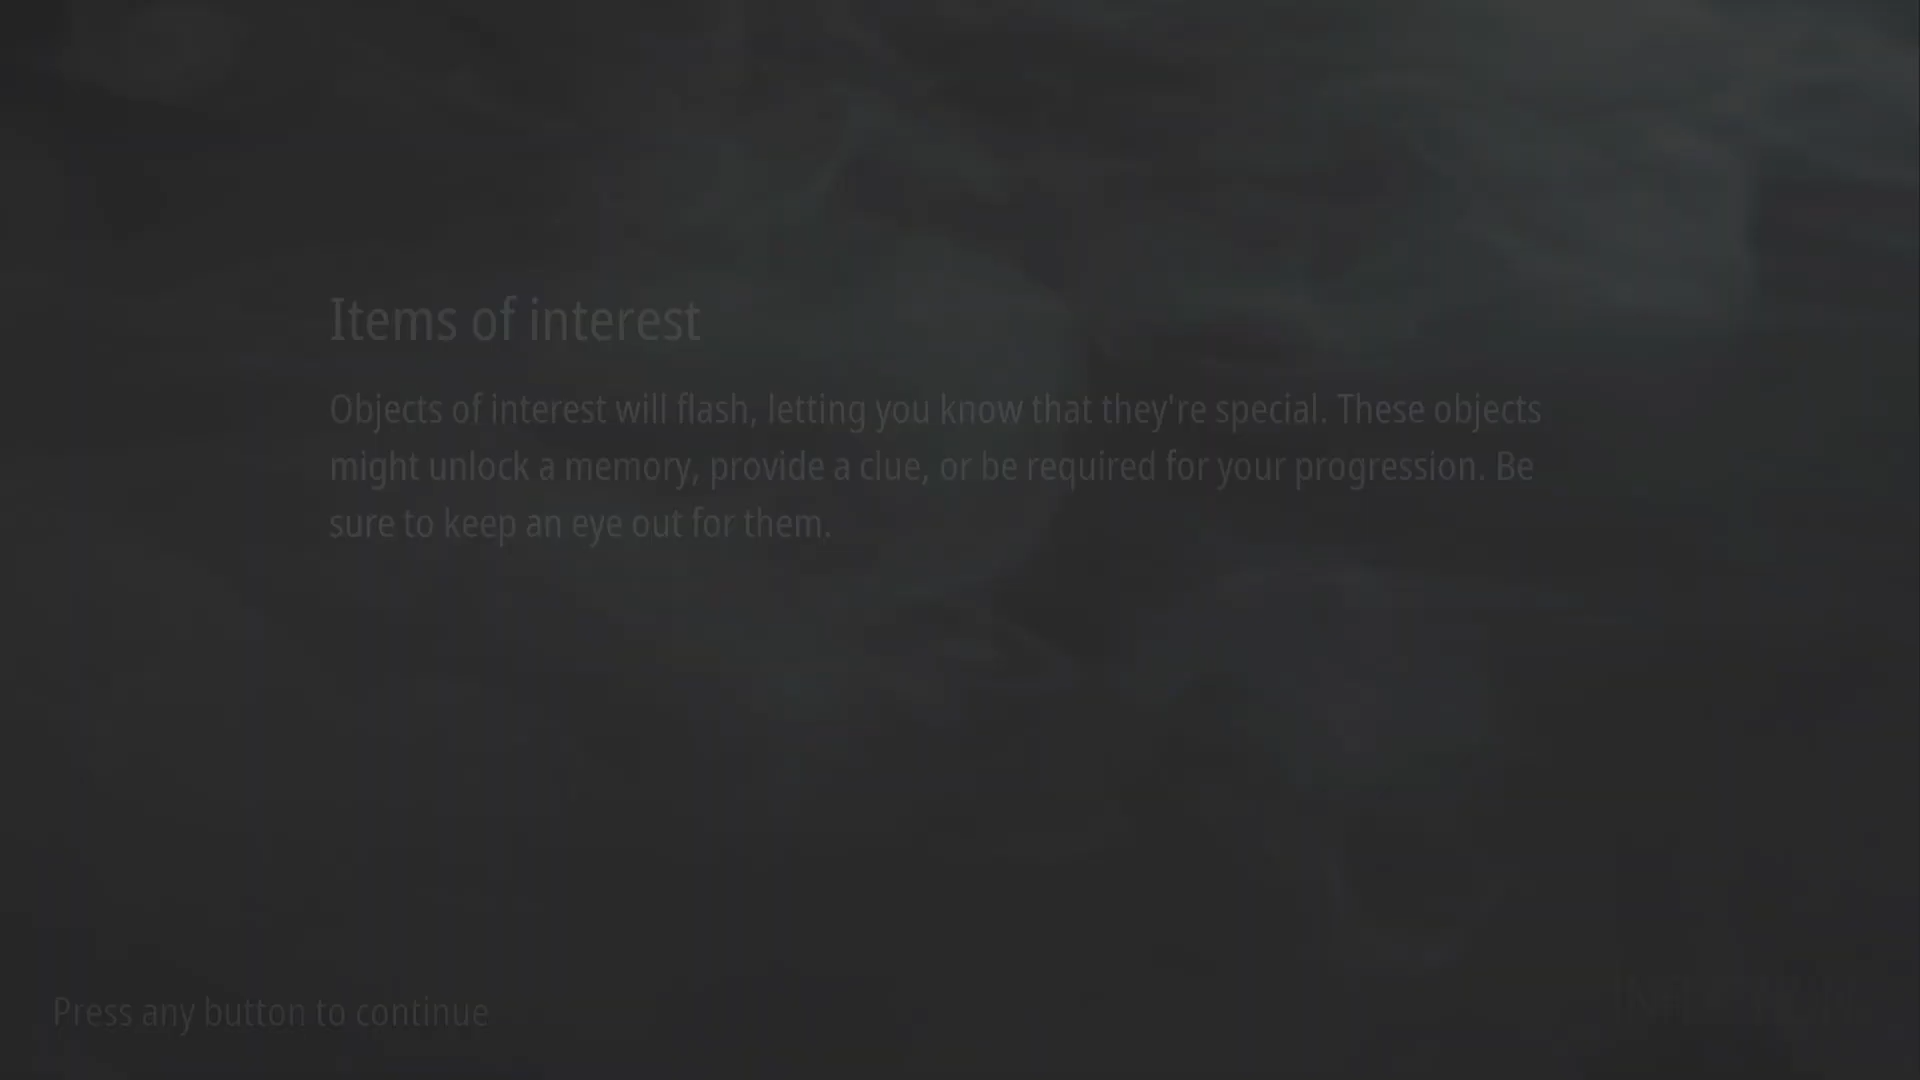 Items of interest
Objects of interest will flash, letting you know that they're special. These objects
might unlock a memory, provide a clue, or be required for your progression. Be
sure to keep an eye out for them.
Press any button to continue